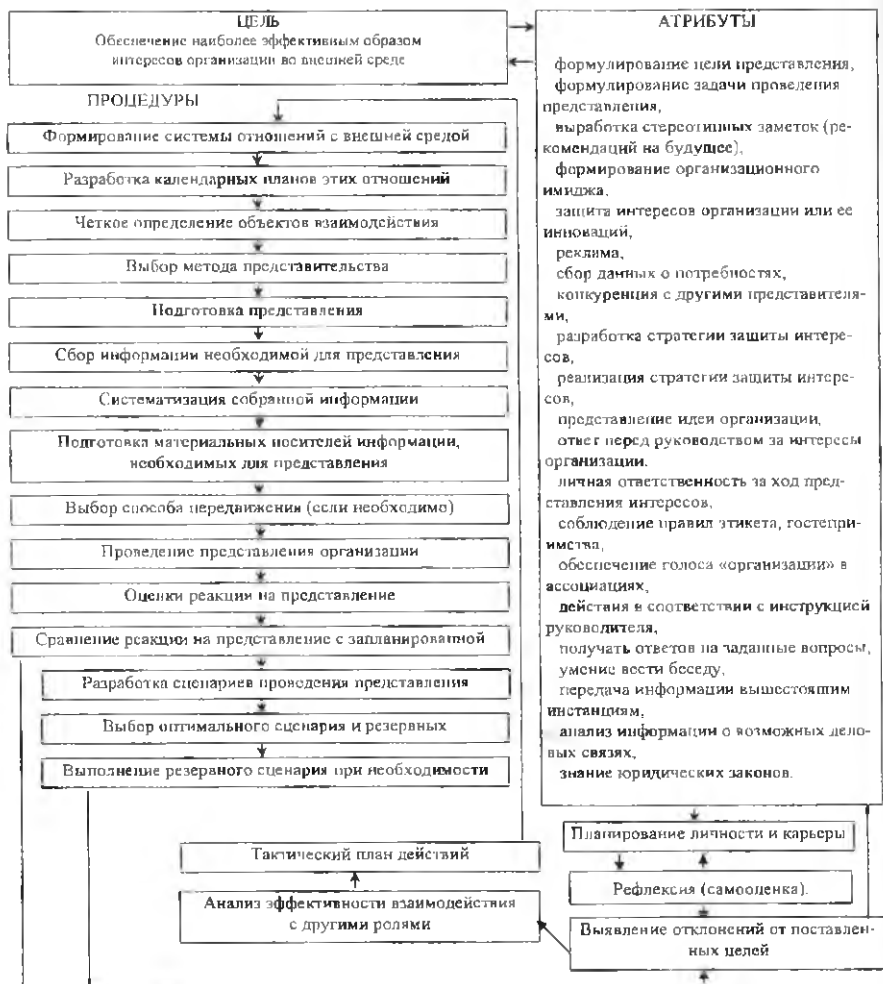 ЦЕЛЬ
Обеспечение наиболее эффективным образом
интересов организации во внешней среде
ПРОЦЕДУРЫ
Формирование системы отношений с внешней средой
Разработка календарных планов этих отношений
Четкое определение объектов взаимодействия
Выбор метода представительства
Подготовка представления
Сбор информации необходимой для представления
Систематизация собранной информации
Подготовка материальных носителей информации,
необходимых для представления
Выбор способа передвижения (если необходимо)
Проведение представления организации
Оценки реакции на представление
Сравнение реакции на представление с запланированной
Разработка сценариев проведения представления
Выбор оптимального сценария и резервных
Выполнение резервного сценария при необходимости
АТРИБУТЫ
формулирование цели представления,
формулирование задачи проведения
представления,
выработка стереотипных заметок (ре-
комендаций на будущее),
формирование организационного
имиджа,
защита интересов организации или ее
инноваций,
реклама,
сбор данных о потребностях,
конкуренция с другими представителя-
ми,
разработка стратегии защиты интере-
сов,
реализация стратегии защиты интере-
сов,
представление идеи организации,
ответ перед руководством за интересы
организации.
личная ответственность за ход пред-
ставления интересов,
соблюдение правил этикета, гостепри-
имства,
обеспечение голоса «организации» в
ассоциациях,
действия в соответствии с инструкцией
руководителя,
получать ответов на заданные вопросы,
умение вести беседу,
передача информации вышестоящим
инстанциям,
анализ информации о возможных дело-
вых связях,
знание юридических законов.
Планирование личности и карьеры
Рефлексия (самооценка).
Выявление отклонений от поставлен-
ных целей
Тактический план действий
Анализ эффективности взаимодействия
с другими ролями